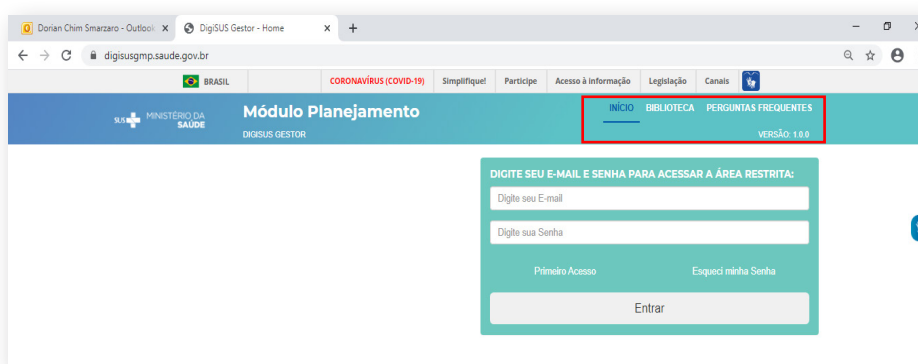 Dorian Chim Smarzaro - Outlook
DigiSUS Gestor - Home
digisusgmp.saude.gov.br
BRASIL
CORONAVÍRUS (COVID-19)
Simplifique!
Participe
Acesso à informação
Legislação
Canais
SUS
MINISTÉRIO DA
SAÚDE
Módulo Planejamento
DIGISUS GESTOR
INÍCIO BIBLIOTECA PERGUNTAS FREQUENTES
VERSÃO: 1.0.0
DIGITE SEU E-MAIL E SENHA PARA ACESSAR A ÁREA RESTRITA:
Digite seu E-mail
Digite sua Senha
Primeiro Acesso
Esqueci minha Senha
Entrar